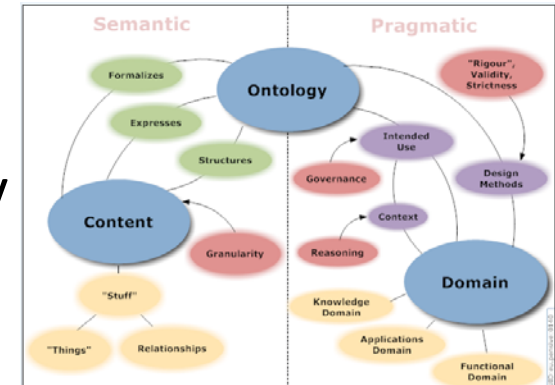 Semantic
Pragmatic
Formalizes
Ontology
"Rigour",
Validity,
Strictness
Expresses
Intended
Use
Structures
Governance
Design
Methods
y
Content
Context
Granularity
Reasoning
Domain
"Stuff"
Knowledge
Domain
"Things"
Relationships
Applications
Domain
Functional
Domain